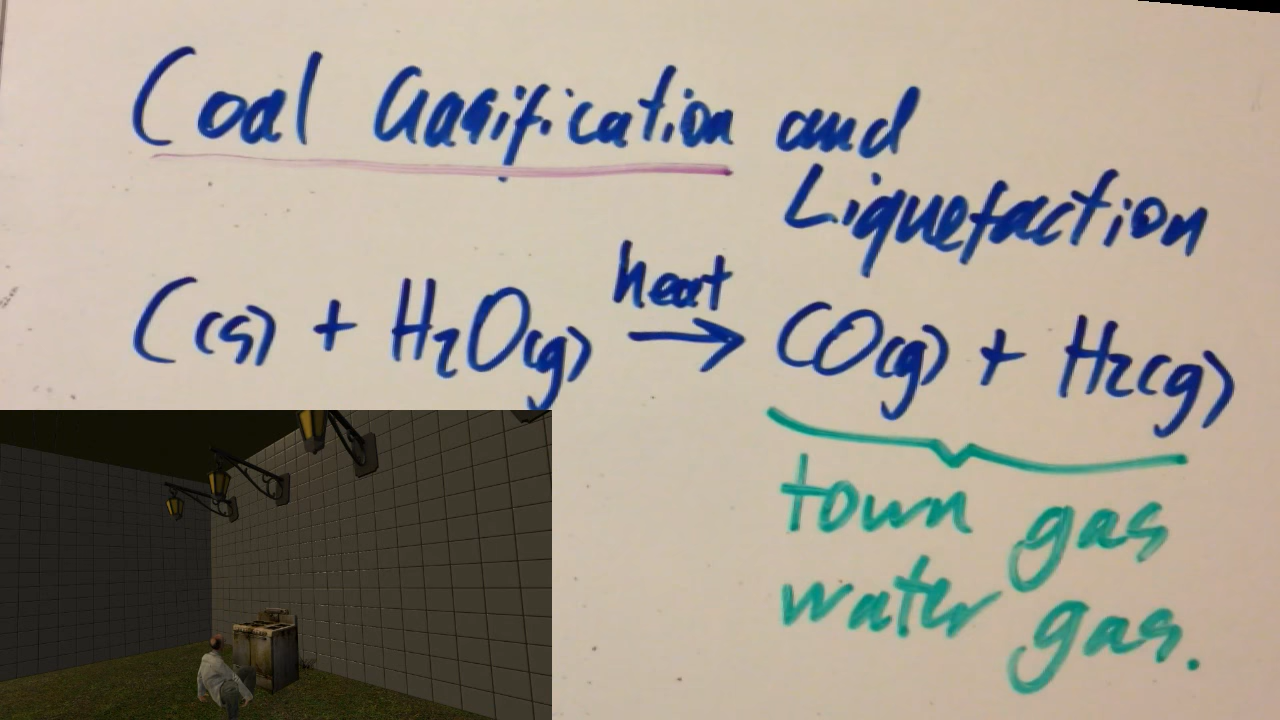 Coal Gasification and
Liquefaction
C(s) + H2O(g) heat → CO(g) + H2(g)
town gas
water gas.